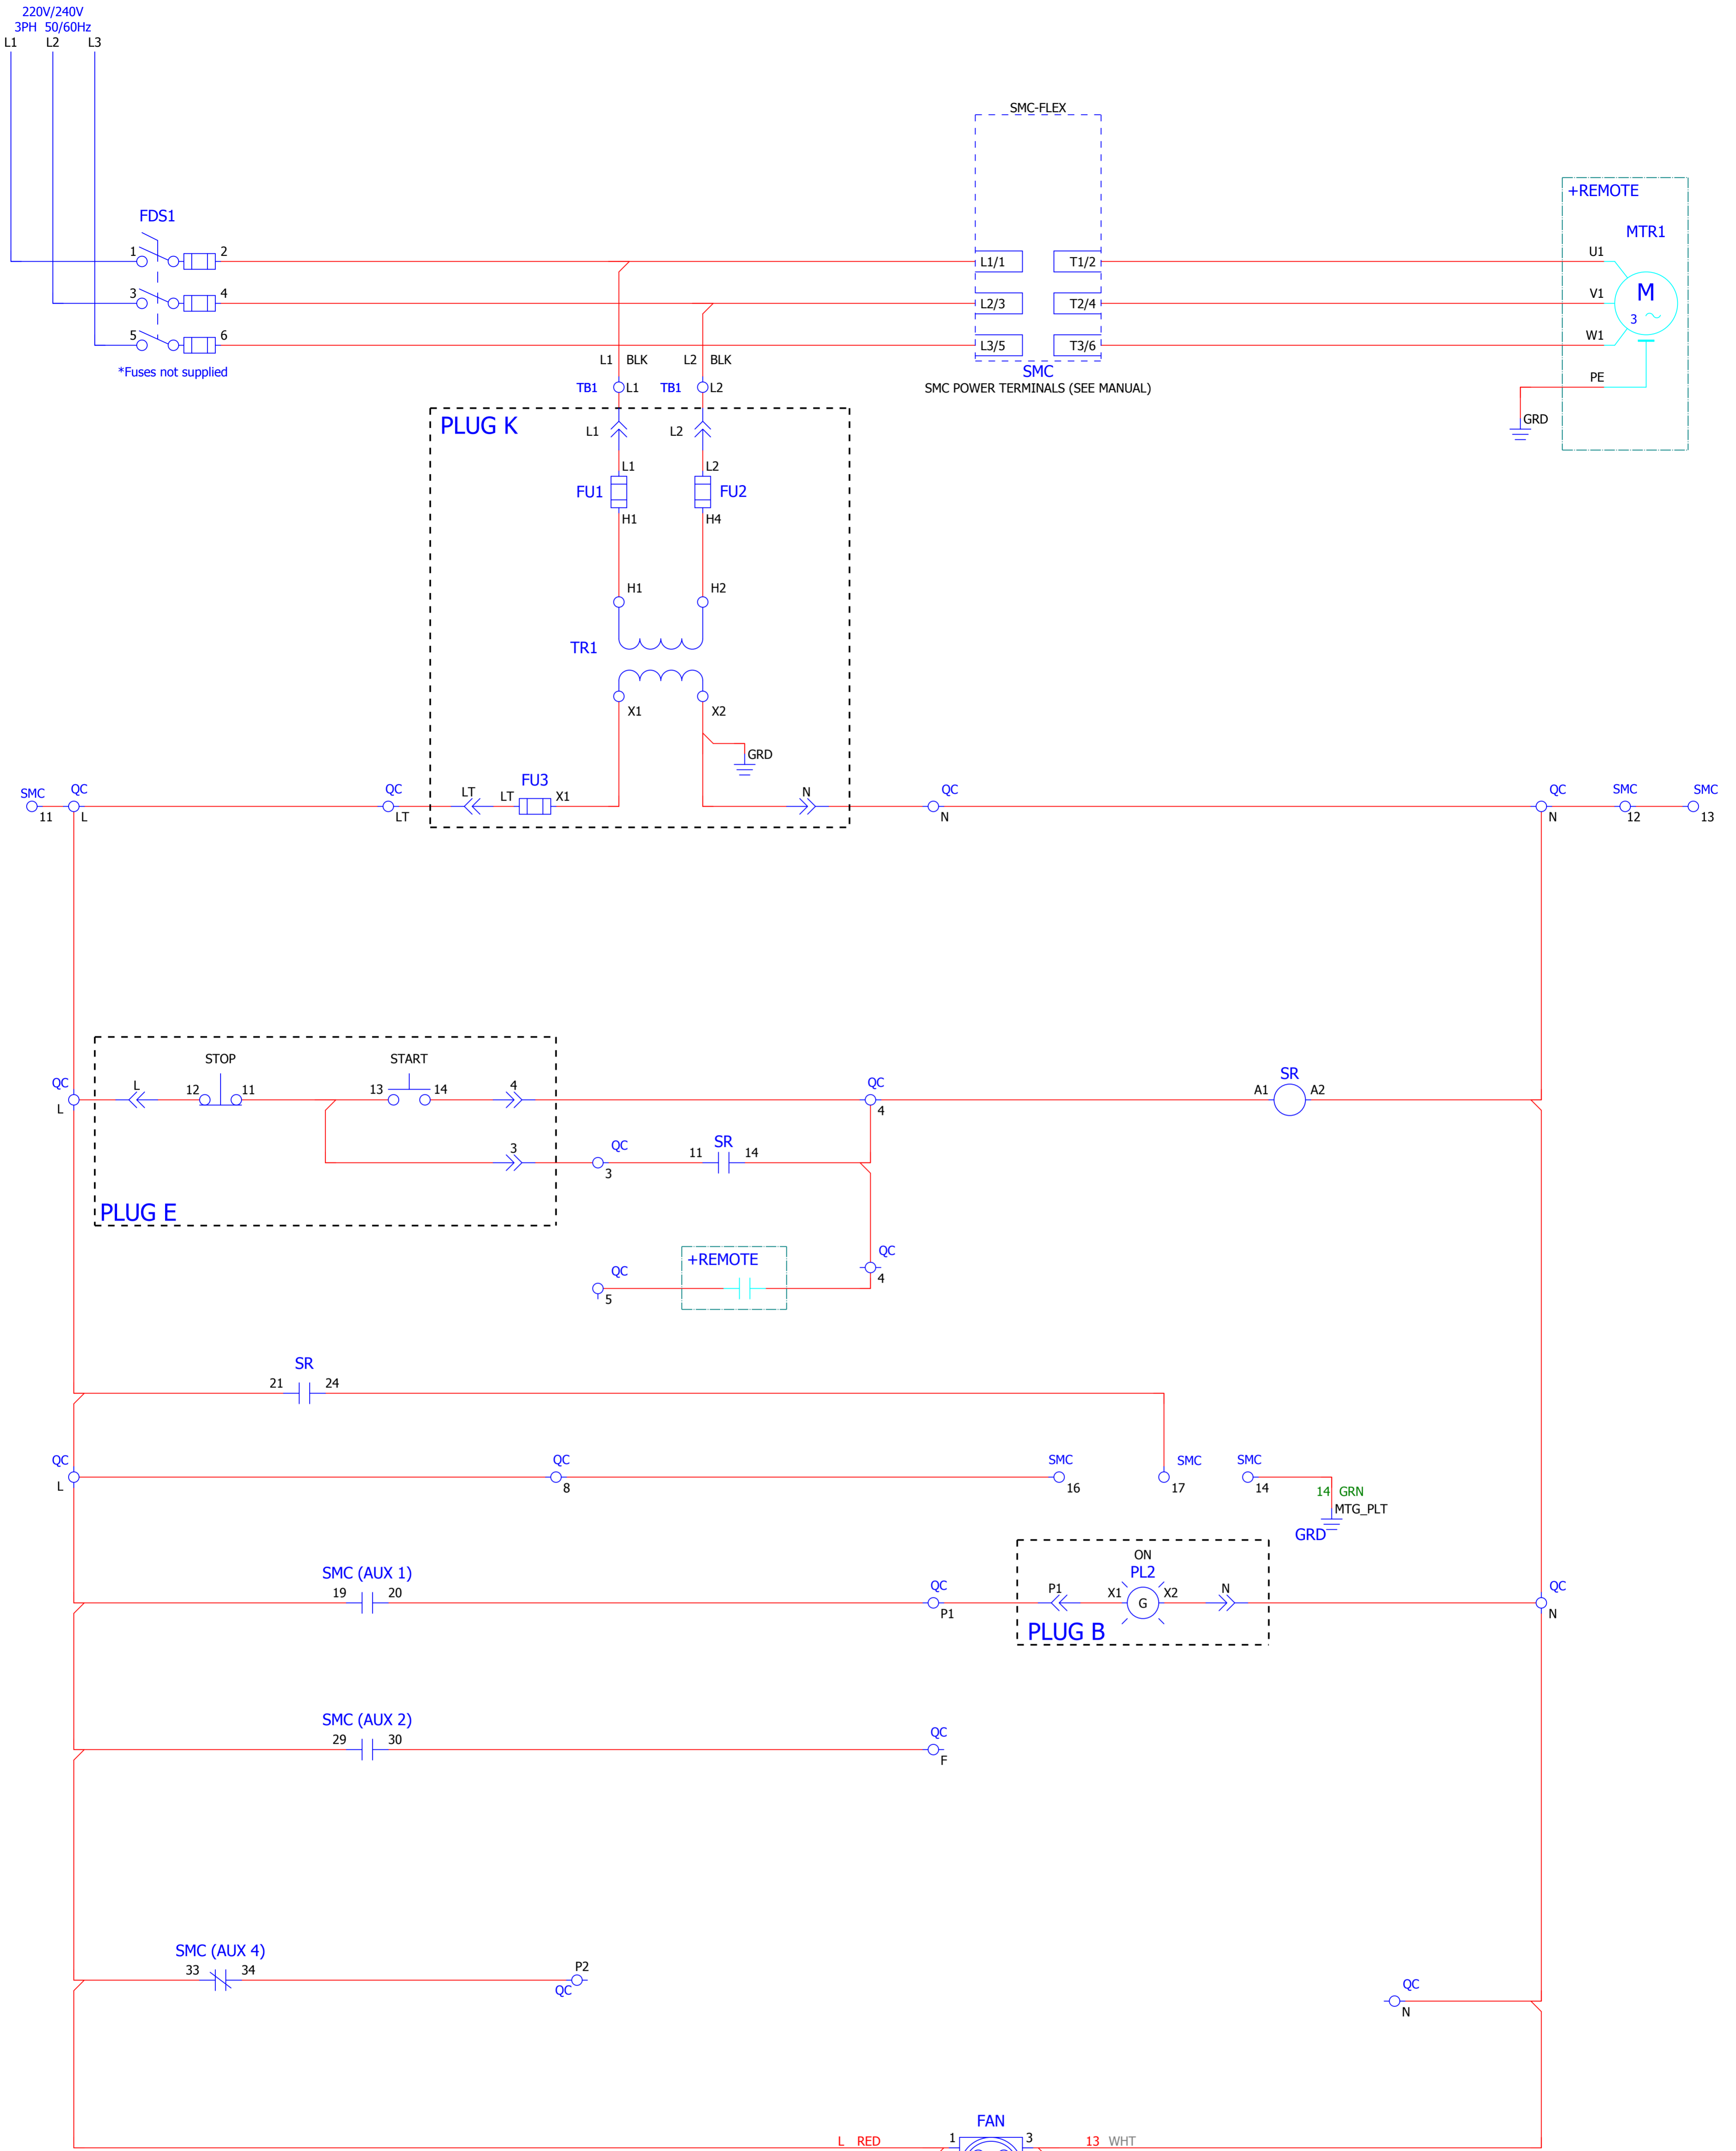 220V/240V
3PH 50/60Hz
L1 L2 L3
SMC-FLEX
+REMOTE
FDS1
MTR1
1 2 L1/1 T1/2 U1
3 4 L2/3 T2/4 V1 M
3
5 6 L3/5 T3/6 W1
*Fuses not supplied
L1 BLK L2 BLK
SMC
PE
TB1 L1 TB1 L2
SMC POWER TERMINALS (SEE MANUAL)
GRD
PLUG K
L1 L2
L1 L2
FU1 FU2
H1 H4
H1 H2
TR1
X1 X2
GRD
FU3
SMC QC QC LT LT X1 N QC QC SMC SMC
11 L LT N N 12 13
STOP START SR
QC L 12 11 13 14 4 QC A1 A2
L 4
3 QC 11 SR 14
3
PLUG E
+REMOTE QC
QC 4
5
SR
21 24
QC QC SMC SMC SMC
L 8 16 17 14
14 GRN
MTG_PLT
GRD
ON
SMC (AUX 1) PL2
19 20 QC P1 X1 G X2 N QC
P1 N
PLUG B
SMC (AUX 2)
29 30 QC
F
SMC (AUX 4)
33 34 P2
QC QC
N
FAN
L RED 1 3 13 WHT